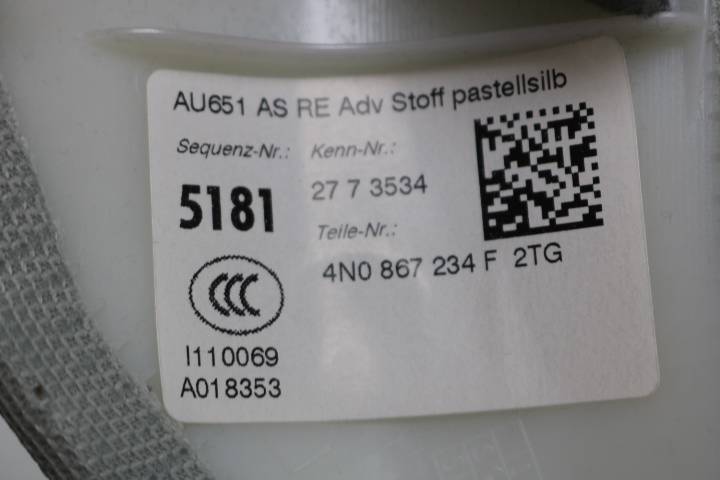 AU651 AS RE Adv Stoff pastellsilb
Sequenz-Nr.: Kenn-Nr.:
5181 27 7 3534
Teile-Nr.:
4N0 867 234 F 2TG
CCC
I110069
A018353